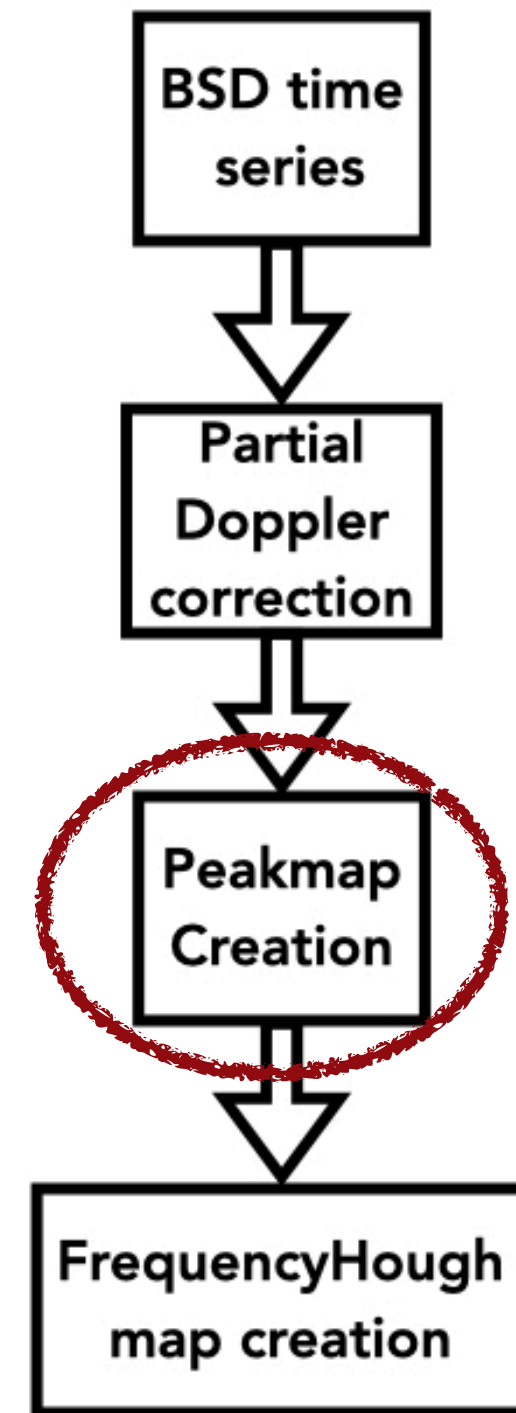 BSD time
series
Partial
Doppler
correction
Peakmap
Creation
FrequencyHough
map creation